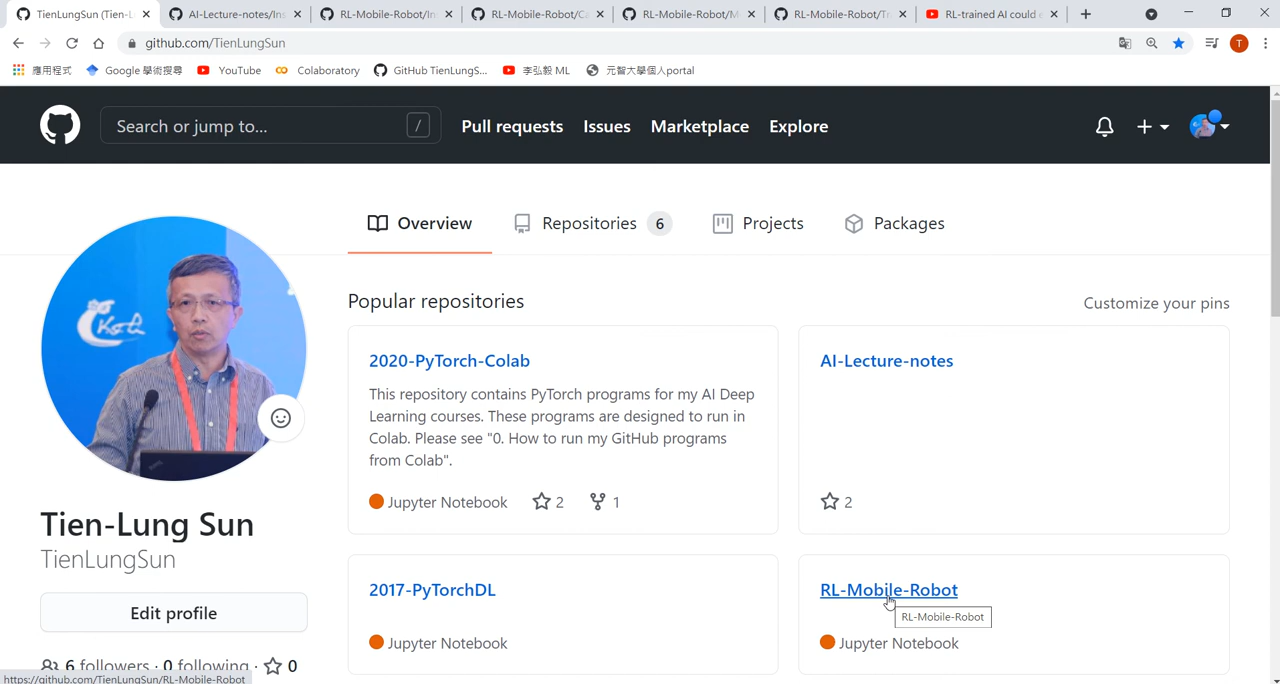 TienLungSun (Tien-L
AI-Lecture-notes/Ins
RL-Mobile-Robot/In
RL-Mobile-Robot/Ca
RL-Mobile-Robot/M
RL-Mobile-Robot/Tr
RL-trained AI could e
github.com/TienLungSun
T
應用程式
Google 學術搜尋
YouTube
Colaboratory
GitHub TienLungS...
李弘毅 ML
元智大學個人portal
Search or jump to...
/
Pull requests
Issues
Marketplace
Explore
Overview
Repositories 6
Projects
Packages
Popular repositories
Customize your pins
2020-PyTorch-Colab
This repository contains PyTorch programs for my AI Deep
Learning courses. These programs are designed to run in
Colab. Please see "0. How to run my GitHub programs
from Colab".
Jupyter Notebook 2 1
AI-Lecture-notes
2
Tien-Lung Sun
TienLungSun
Edit profile
6 followers · 0 following · 0
2017-PyTorchDL
Jupyter Notebook
RL-Mobile-Robot
RL-Mobile-Robot
Jupyter Notebook
https://github.com/TienLungSun/RL-Mobile-Robot